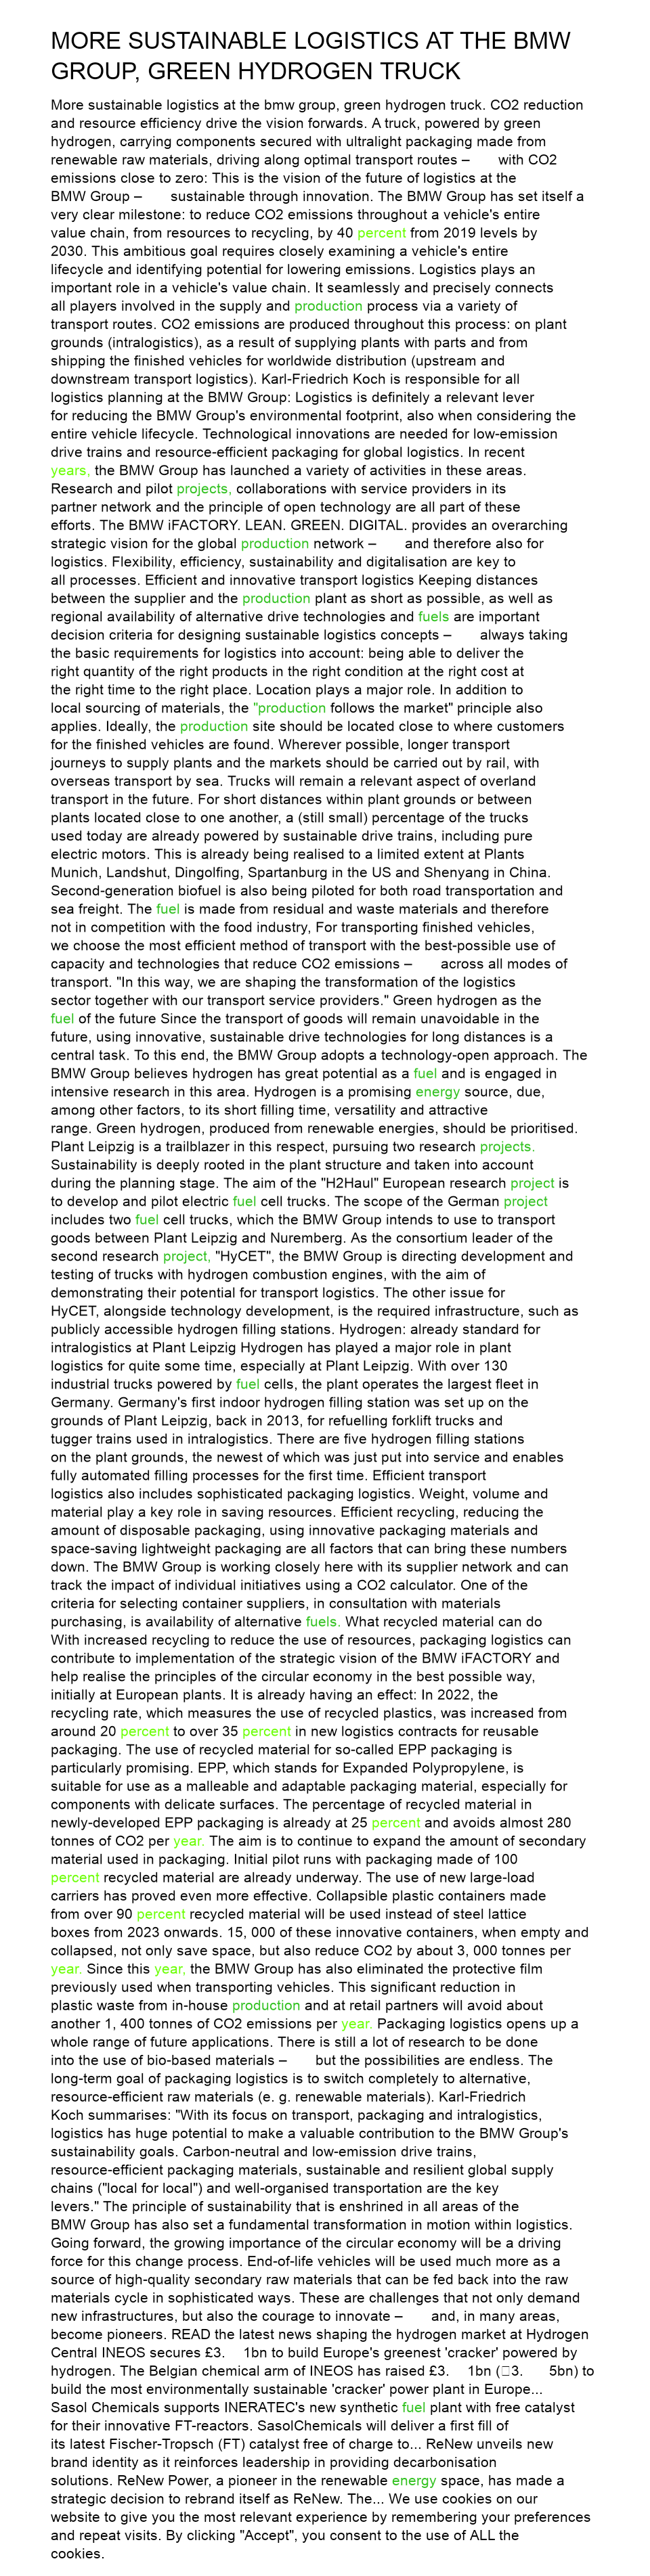 MORE SUSTAINABLE LOGISTICS AT THE BMW
GROUP, GREEN HYDROGEN TRUCK
More sustainable logistics at the bmw group, green hydrogen truck. CO2 reduction
and resource efficiency drive the vision forwards. A truck, powered by green
hydrogen, carrying components secured with ultralight packaging made from
renewable raw materials, driving along optimal transport routes – with CO2
emissions close to zero: This is the vision of the future of logistics at the
BMW Group – sustainable through innovation. The BMW Group has set itself a
very clear milestone: to reduce CO2 emissions throughout a vehicle's entire
value chain, from resources to recycling, by 40 percent from 2019 levels by
2030. This ambitious goal requires closely examining a vehicle's entire
lifecycle and identifying potential for lowering emissions. Logistics plays an
important role in a vehicle's value chain. It seamlessly and precisely connects
all players involved in the supply and production process via a variety of
transport routes. CO2 emissions are produced throughout this process: on plant
grounds (intralogistics), as a result of supplying plants with parts and from
shipping the finished vehicles for worldwide distribution (upstream and
downstream transport logistics). Karl-Friedrich Koch is responsible for all
logistics planning at the BMW Group: Logistics is definitely a relevant lever
for reducing the BMW Group's environmental footprint, also when considering the
entire vehicle lifecycle. Technological innovations are needed for low-emission
drive trains and resource-efficient packaging for global logistics. In recent
years, the BMW Group has launched a variety of activities in these areas.
Research and pilot projects, collaborations with service providers in its
partner network and the principle of open technology are all part of these
efforts. The BMW iFACTORY. LEAN. GREEN. DIGITAL. provides an overarching
strategic vision for the global production network – and therefore also for
logistics. Flexibility, efficiency, sustainability and digitalisation are key to
all processes. Efficient and innovative transport logistics Keeping distances
between the supplier and the production plant as short as possible, as well as
regional availability of alternative drive technologies and fuels are important
decision criteria for designing sustainable logistics concepts – always taking
the basic requirements for logistics into account: being able to deliver the
right quantity of the right products in the right condition at the right cost at
the right time to the right place. Location plays a major role. In addition to
local sourcing of materials, the "production follows the market" principle also
applies. Ideally, the production site should be located close to where customers
for the finished vehicles are found. Wherever possible, longer transport
journeys to supply plants and the markets should be carried out by rail, with
overseas transport by sea. Trucks will remain a relevant aspect of overland
transport in the future. For short distances within plant grounds or between
plants located close to one another, a (still small) percentage of the trucks
used today are already powered by sustainable drive trains, including pure
electric motors. This is already being realised to a limited extent at Plants
Munich, Landshut, Dingolfing, Spartanburg in the US and Shenyang in China.
Second-generation biofuel is also being piloted for both road transportation and
sea freight. The fuel is made from residual and waste materials and therefore
not in competition with the food industry, For transporting finished vehicles,
we choose the most efficient method of transport with the best-possible use of
capacity and technologies that reduce CO2 emissions – across all modes of
transport. "In this way, we are shaping the transformation of the logistics
sector together with our transport service providers." Green hydrogen as the
fuel of the future Since the transport of goods will remain unavoidable in the
future, using innovative, sustainable drive technologies for long distances is a
central task. To this end, the BMW Group adopts a technology-open approach. The
BMW Group believes hydrogen has great potential as a fuel and is engaged in
intensive research in this area. Hydrogen is a promising energy source, due,
among other factors, to its short filling time, versatility and attractive
range. Green hydrogen, produced from renewable energies, should be prioritised.
Plant Leipzig is a trailblazer in this respect, pursuing two research projects.
Sustainability is deeply rooted in the plant structure and taken into account
during the planning stage. The aim of the "H2Haul" European research project is
to develop and pilot electric fuel cell trucks. The scope of the German project
includes two fuel cell trucks, which the BMW Group intends to use to transport
goods between Plant Leipzig and Nuremberg. As the consortium leader of the
second research project, "HyCET", the BMW Group is directing development and
testing of trucks with hydrogen combustion engines, with the aim of
demonstrating their potential for transport logistics. The other issue for
HyCET, alongside technology development, is the required infrastructure, such as
publicly accessible hydrogen filling stations. Hydrogen: already standard for
intralogistics at Plant Leipzig Hydrogen has played a major role in plant
logistics for quite some time, especially at Plant Leipzig. With over 130
industrial trucks powered by fuel cells, the plant operates the largest fleet in
Germany. Germany's first indoor hydrogen filling station was set up on the
grounds of Plant Leipzig, back in 2013, for refuelling forklift trucks and
tugger trains used in intralogistics. There are five hydrogen filling stations
on the plant grounds, the newest of which was just put into service and enables
fully automated filling processes for the first time. Efficient transport
logistics also includes sophisticated packaging logistics. Weight, volume and
material play a key role in saving resources. Efficient recycling, reducing the
amount of disposable packaging, using innovative packaging materials and
space-saving lightweight packaging are all factors that can bring these numbers
down. The BMW Group is working closely here with its supplier network and can
track the impact of individual initiatives using a CO2 calculator. One of the
criteria for selecting container suppliers, in consultation with materials
purchasing, is availability of alternative fuels. What recycled material can do
With increased recycling to reduce the use of resources, packaging logistics can
contribute to implementation of the strategic vision of the BMW iFACTORY and
help realise the principles of the circular economy in the best possible way,
initially at European plants. It is already having an effect: In 2022, the
recycling rate, which measures the use of recycled plastics, was increased from
around 20 percent to over 35 percent in new logistics contracts for reusable
packaging. The use of recycled material for so-called EPP packaging is
particularly promising. EPP, which stands for Expanded Polypropylene, is
suitable for use as a malleable and adaptable packaging material, especially for
components with delicate surfaces. The percentage of recycled material in
newly-developed EPP packaging is already at 25 percent and avoids almost 280
tonnes of CO2 per year. The aim is to continue to expand the amount of secondary
material used in packaging. Initial pilot runs with packaging made of 100
percent recycled material are already underway. The use of new large-load
carriers has proved even more effective. Collapsible plastic containers made
from over 90 percent recycled material will be used instead of steel lattice
boxes from 2023 onwards. 15, 000 of these innovative containers, when empty and
collapsed, not only save space, but also reduce CO2 by about 3, 000 tonnes per
year. Since this year, the BMW Group has also eliminated the protective film
previously used when transporting vehicles. This significant reduction in
plastic waste from in-house production and at retail partners will avoid about
another 1, 400 tonnes of CO2 emissions per year. Packaging logistics opens up a
whole range of future applications. There is still a lot of research to be done
into the use of bio-based materials – but the possibilities are endless. The
long-term goal of packaging logistics is to switch completely to alternative,
resource-efficient raw materials (e. g. renewable materials). Karl-Friedrich
Koch summarises: "With its focus on transport, packaging and intralogistics,
logistics has huge potential to make a valuable contribution to the BMW Group's
sustainability goals. Carbon-neutral and low-emission drive trains,
resource-efficient packaging materials, sustainable and resilient global supply
chains ("local for local") and well-organised transportation are the key
levers." The principle of sustainability that is enshrined in all areas of the
BMW Group has also set a fundamental transformation in motion within logistics.
Going forward, the growing importance of the circular economy will be a driving
force for this change process. End-of-life vehicles will be used much more as a
source of high-quality secondary raw materials that can be fed back into the raw
materials cycle in sophisticated ways. These are challenges that not only demand
new infrastructures, but also the courage to innovate – and, in many areas,
become pioneers. READ the latest news shaping the hydrogen market at Hydrogen
Central INEOS secures £3. 1bn to build Europe's greenest 'cracker' powered by
hydrogen. The Belgian chemical arm of INEOS has raised £3. 1bn (□3. 5bn) to
build the most environmentally sustainable 'cracker' power plant in Europe...
Sasol Chemicals supports INERATEC's new synthetic fuel plant with free catalyst
for their innovative FT-reactors. SasolChemicals will deliver a first fill of
its latest Fischer-Tropsch (FT) catalyst free of charge to... ReNew unveils new
brand identity as it reinforces leadership in providing decarbonisation
solutions. ReNew Power, a pioneer in the renewable energy space, has made a
strategic decision to rebrand itself as ReNew. The... We use cookies on our
website to give you the most relevant experience by remembering your preferences
and repeat visits. By clicking "Accept", you consent to the use of ALL the
cookies.